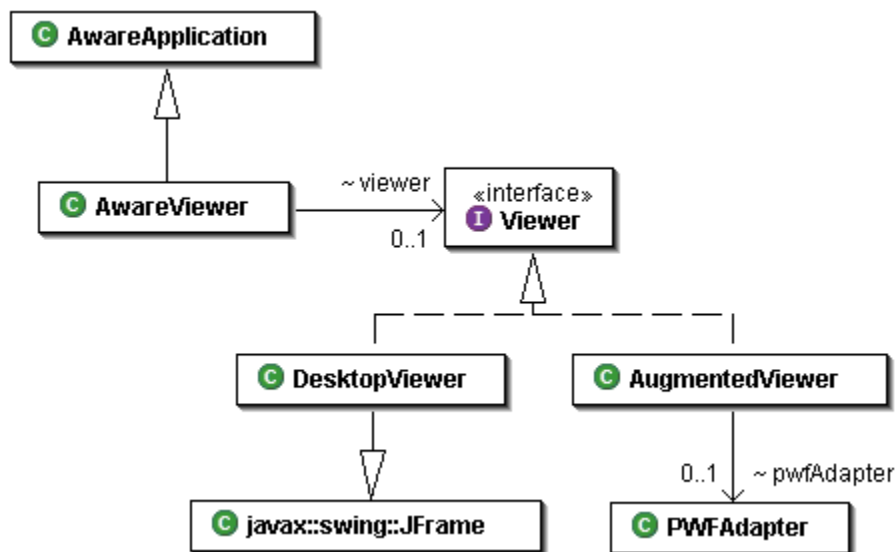 C AwareApplication
C AwareViewer
~ viewer
0..1
«interface»
I Viewer
C DesktopViewer
C AugmentedViewer
0..1 ~ pwfAdapter
C javax::swing::JFrame
C PWFAdapter